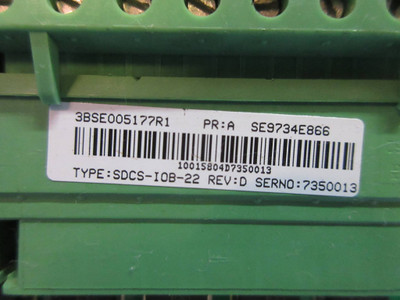 3BSE005177R1 PR:A SE9734E866
10015804D7350013
TYPE:SDCS-IOB-22 REV:D SERNO:7350013